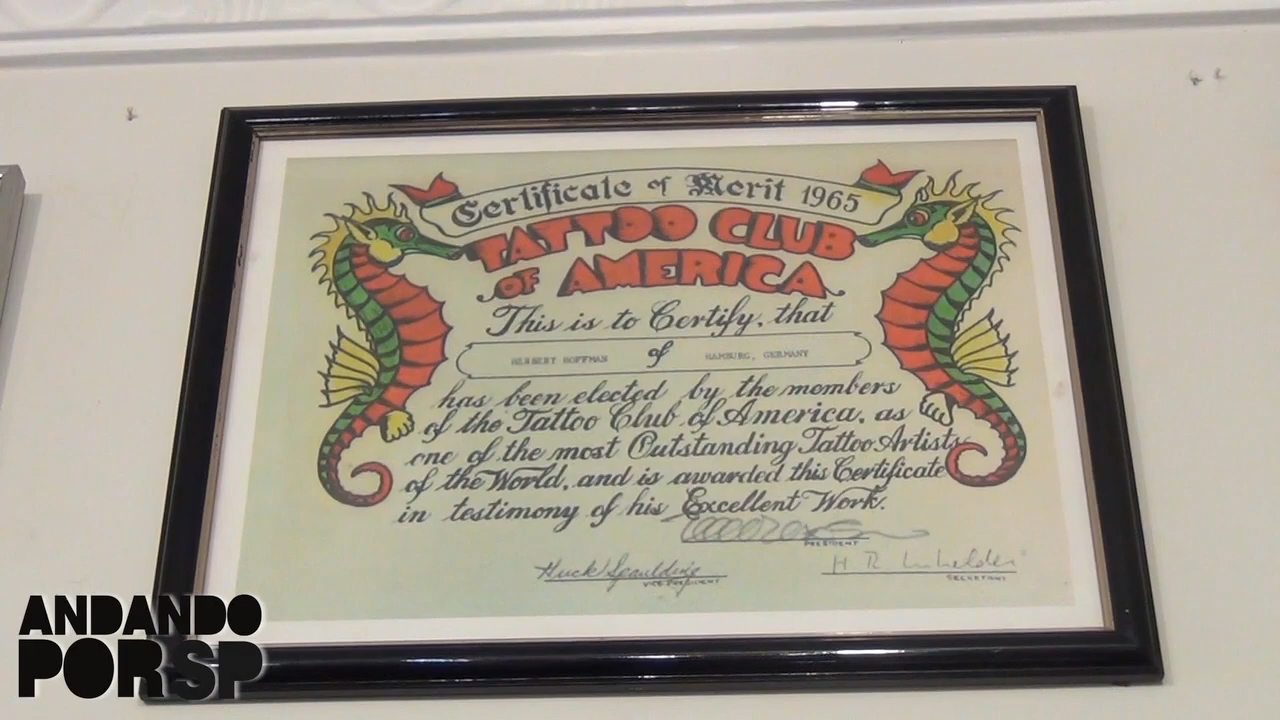 Certificate of Merit 1965
TATTOO CLUB
OF AMERICA
This is to Certify, that
HERBERT HOFFMAN of HAMBURG, GERMANY
has been elected by the members
of the Tattoo Club of America, as
one of the most Outstanding Tattoo Artists
of the World, and is awarded this Certificate
in testimony of his Excellent Work.
PRESIDENT
Huck Spaulding
VICE PRESIDENT
H R
SECRETARY
ANDANDO
POR SP